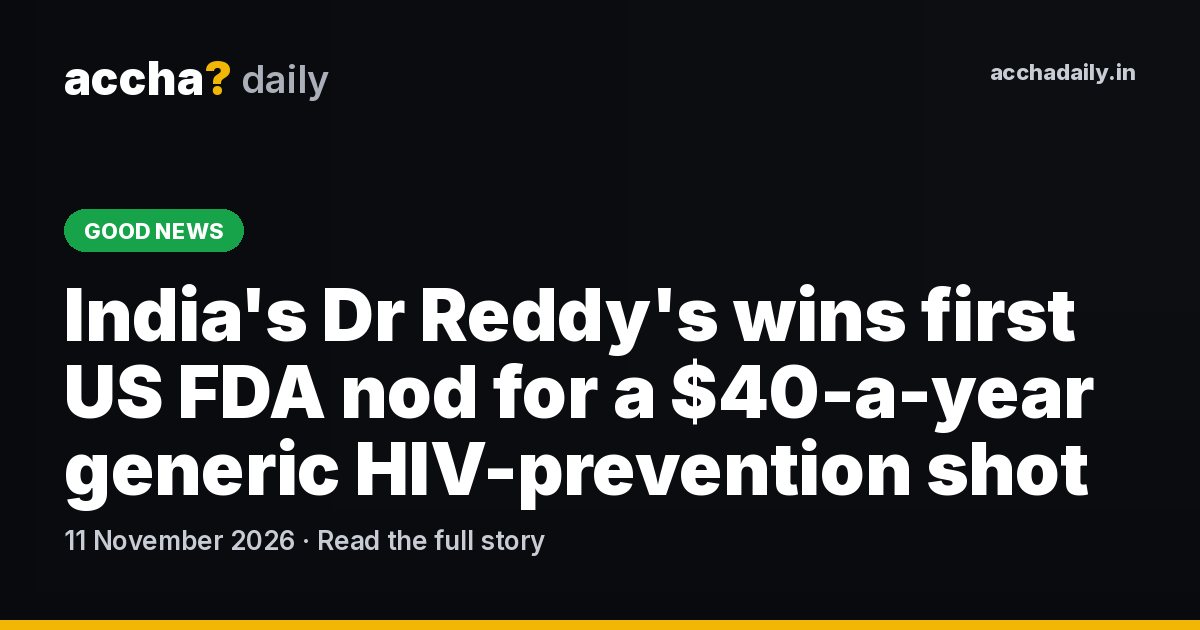 accha? daily
acchadaily.in
GOOD NEWS
India's Dr Reddy's wins first
US FDA nod for a $40-a-year
generic HIV-prevention shot
11 November 2026 · Read the full story